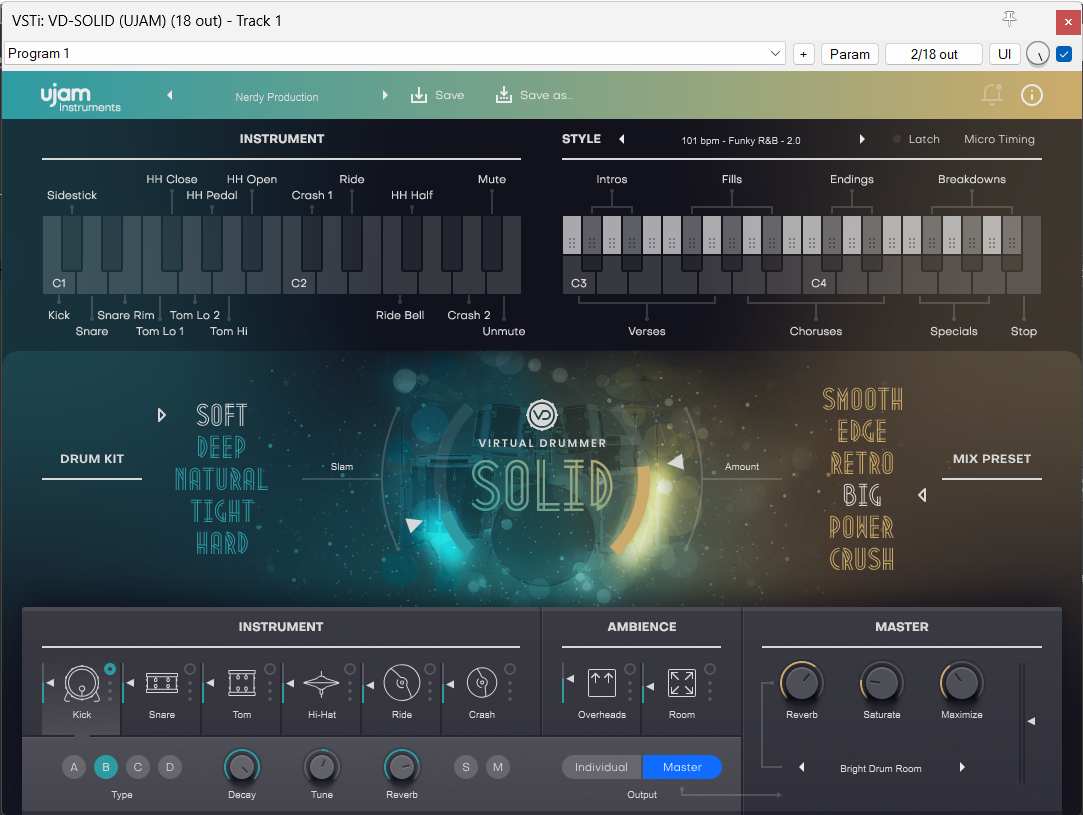 VSTi: VD-SOLID (UJAM) (18 out) - Track 1
Program 1
+
Param
2/18 out
UI
ujam
instruments
Nerdy Production
Save
Save as...
INSTRUMENT
STYLE
101 bpm - Funky R&B - 2.0
Latch
Micro Timing
HH Close HH Open Ride Mute
Sidestick HH Pedal Crash 1 HH Half
Intros Fills Endings Breakdowns
C1 C2
C3 C4
Kick Snare Rim Tom Lo 2 Ride Bell Crash 2
Snare Tom Lo 1 Tom Hi Unmute
Verses Choruses Specials Stop
DRUM KIT
SOFT
DEEP
NATURAL
TIGHT
HARD
Slam
VD
VIRTUAL DRUMMER
SOLID
Amount
SMOOTH
EDGE
RETRO
BIG
POWER
CRUSH
MIX PRESET
INSTRUMENT
Kick Snare Tom Hi-Hat Ride Crash
A B C D
Type
Decay Tune Reverb
S M
AMBIENCE
Overheads Room
Individual Master
Output
MASTER
Reverb Saturate Maximize
Bright Drum Room